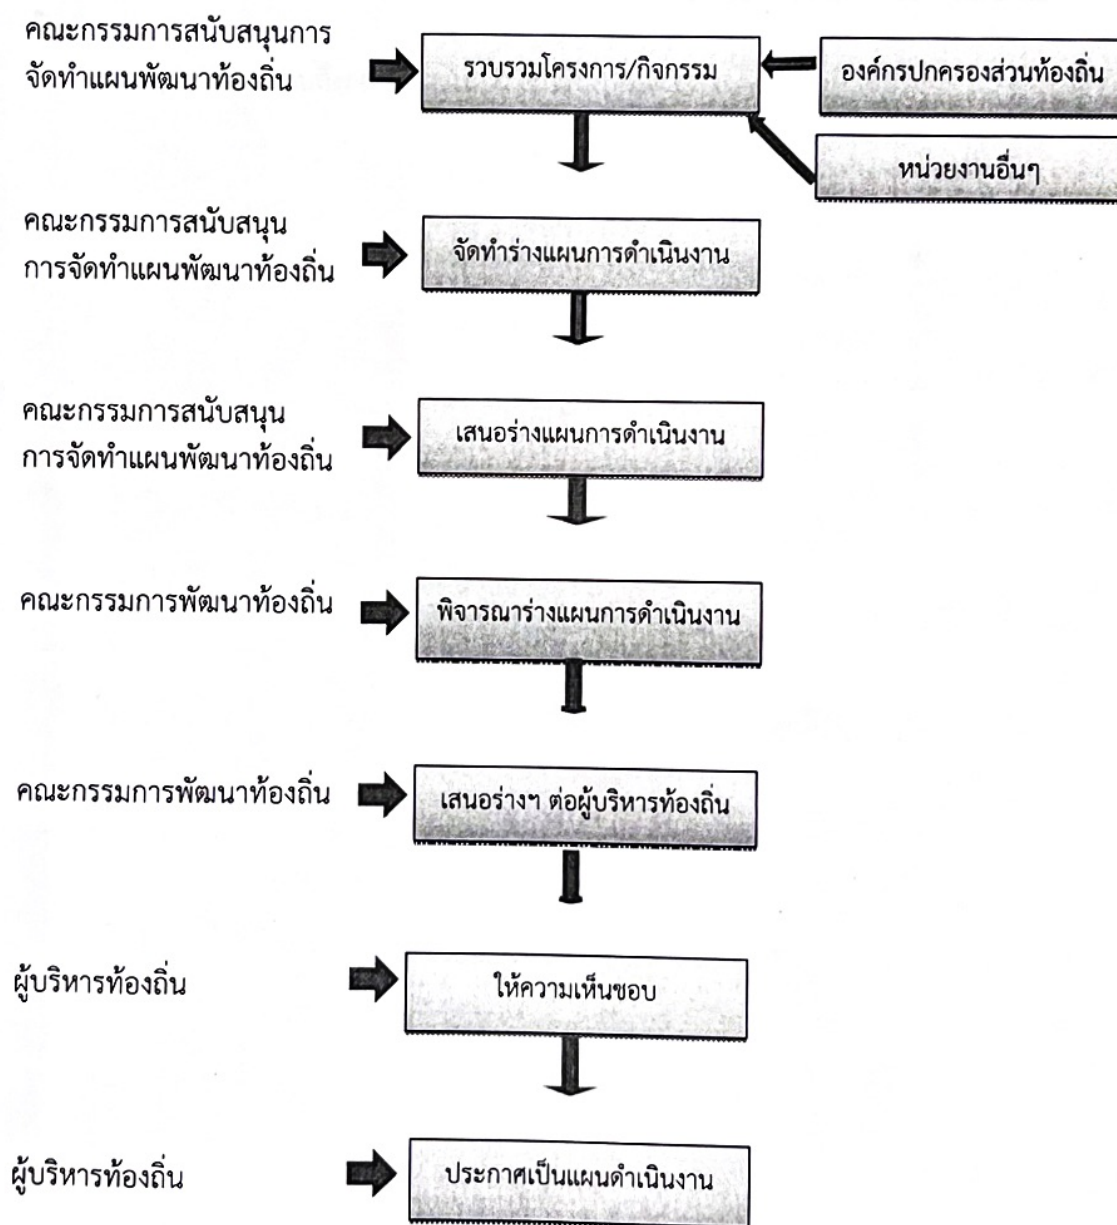 คณะกรรมการสนับสนุนการ
จัดทำแผนพัฒนาท้องถิ่น
รวบรวมโครงการ/กิจกรรม
องค์กรปกครองส่วนท้องถิ่น
หน่วยงานอื่นๆ
คณะกรรมการสนับสนุน
การจัดทำแผนพัฒนาท้องถิ่น
จัดทำร่างแผนการดำเนินงาน
คณะกรรมการสนับสนุน
การจัดทำแผนพัฒนาท้องถิ่น
เสนอร่างแผนการดำเนินงาน
คณะกรรมการพัฒนาท้องถิ่น
พิจารณาร่างแผนการดำเนินงาน
คณะกรรมการพัฒนาท้องถิ่น
เสนอร่างฯ ต่อผู้บริหารท้องถิ่น
ผู้บริหารท้องถิ่น
ให้ความเห็นชอบ
ผู้บริหารท้องถิ่น
ประกาศเป็นแผนดำเนินงาน